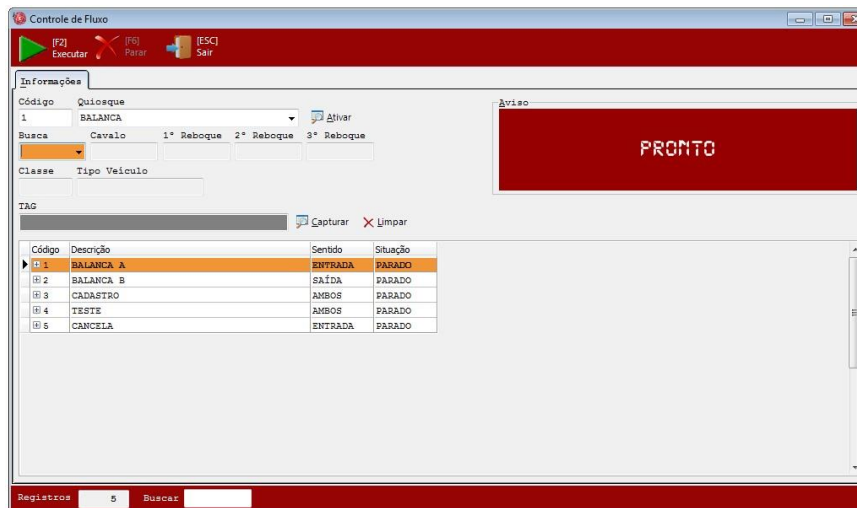 Controle de Fluxo
[F2] Executar [F6] Parar [ESC] Sair
Informações
Código Quiosque
1 BALANCA Ativar
Busca Cavalo 1º Reboque 2º Reboque 3º Reboque
Classe Tipo Veículo
TAG
Capturar Limpar
Aviso
PRONTO
Código Descrição Sentido Situação
1 BALANCA A ENTRADA PARADO
2 BALANCA B SAÍDA PARADO
3 CADASTRO AMBOS PARADO
4 TESTE AMBOS PARADO
5 CANCELA ENTRADA PARADO
Registros 5 Buscar